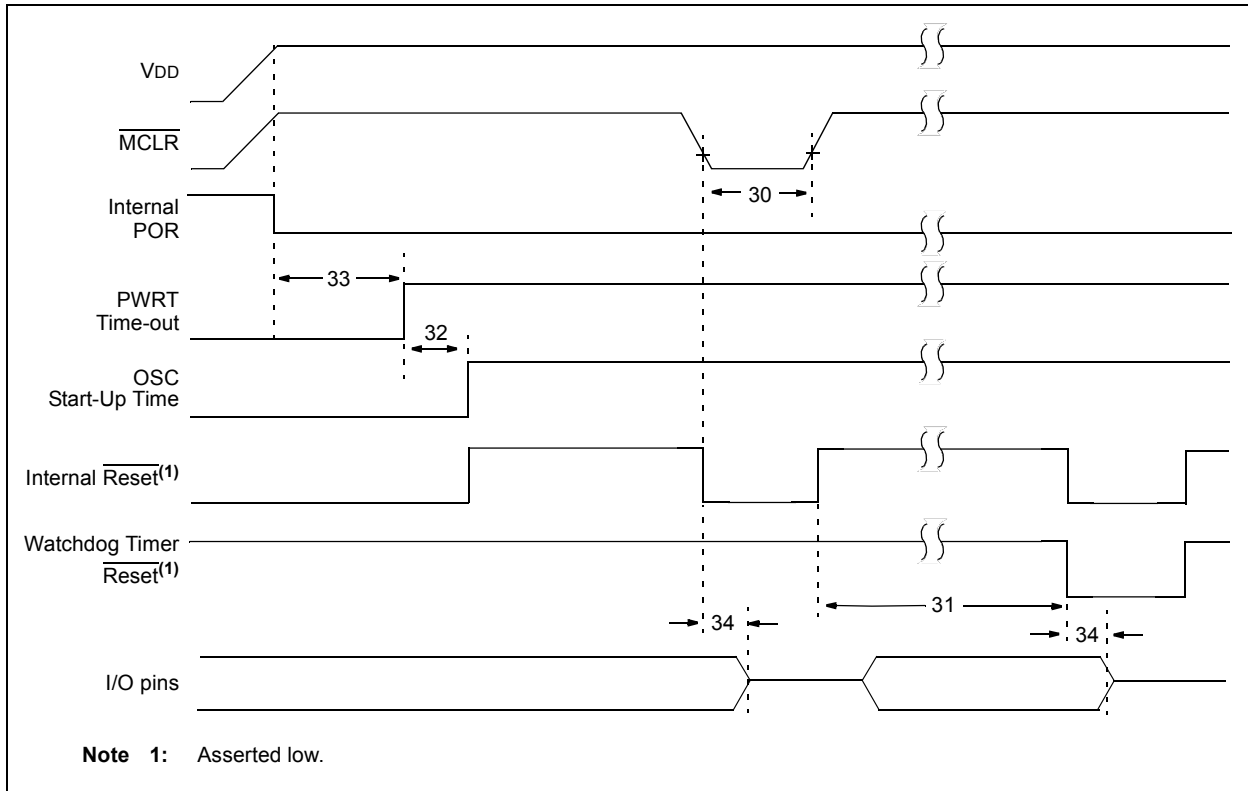 VDD
MCLR
30
Internal
POR
33
PWRT
Time-out
32
OSC
Start-Up Time
Internal Reset(1)
Watchdog Timer
Reset(1)
31
34
34
I/O pins
Note 1: Asserted low.